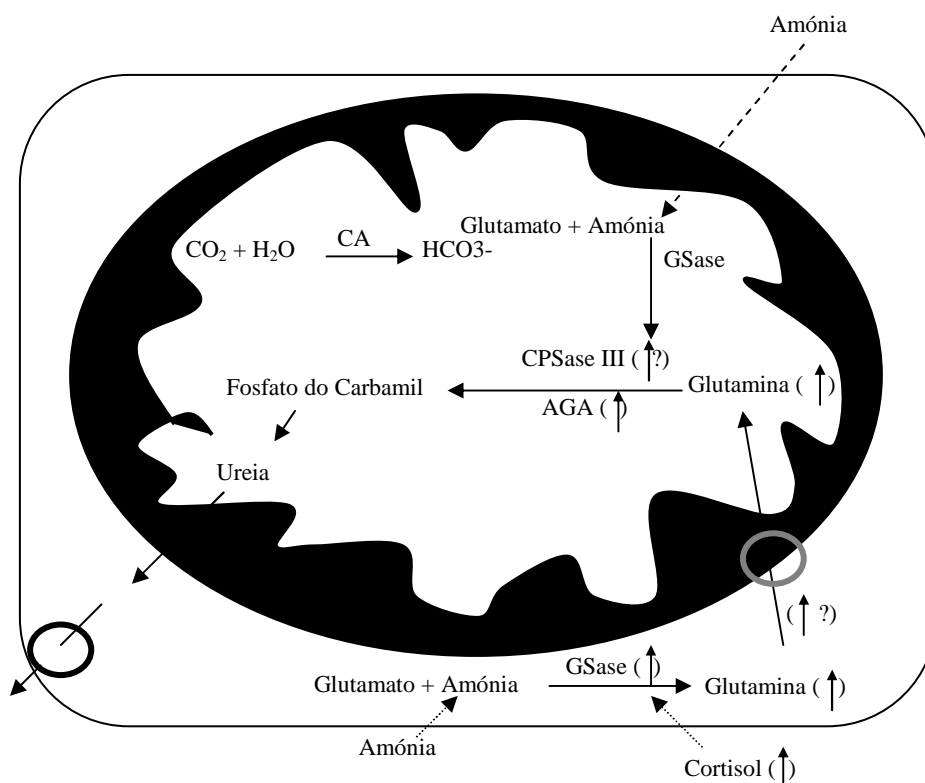 Amónia
Glutamato + Amónia
CO₂ + H₂O CA HCO3-
GSase
CPSase III (↑?)
Fosfato do Carbamil Glutamina (↑)
AGA (↑)
Ureia
(↑ ?)
GSase (↑)
Glutamato + Amónia Glutamina (↑)
Amónia
Cortisol (↑)